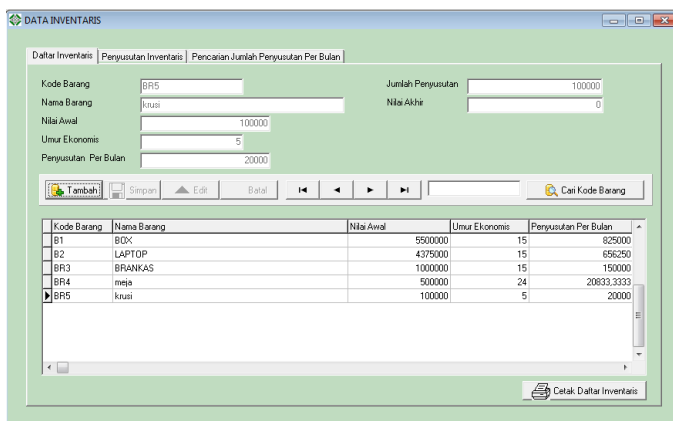 DATA INVENTARIS
Daftar Inventaris Penyusutan Inventaris Pencarian Jumlah Penyusutan Per Bulan
Kode Barang BR5 Jumlah Penyusutan 100000
Nama Barang krusi Nilai Akhir 0
Nilai Awal 100000
Umur Ekonomis 5
Penyusutan Per Bulan 20000
Tambah Simpan Edit Batal Cari Kode Barang
Kode Barang Nama Barang Nilai Awal Umur Ekonomis Penyusutan Per Bulan
B1 BOX 5500000 15 825000
B2 LAPTOP 4375000 15 656250
BR3 BRANKAS 1000000 15 150000
BR4 meja 500000 24 20833,3333
BR5 krusi 100000 5 20000
Cetak Daftar Inventaris